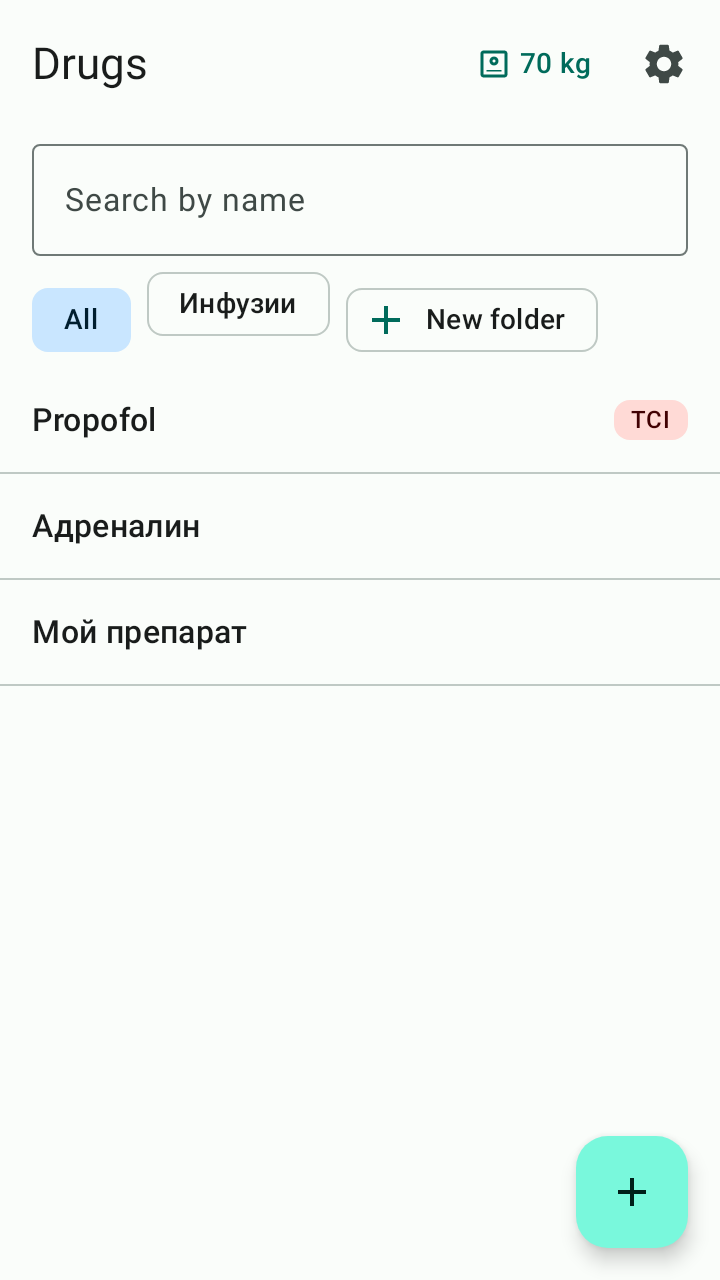 Drugs
70 kg
Search by name
All
Инфузии
New folder
Propofol
TCI
Адреналин
Мой препарат